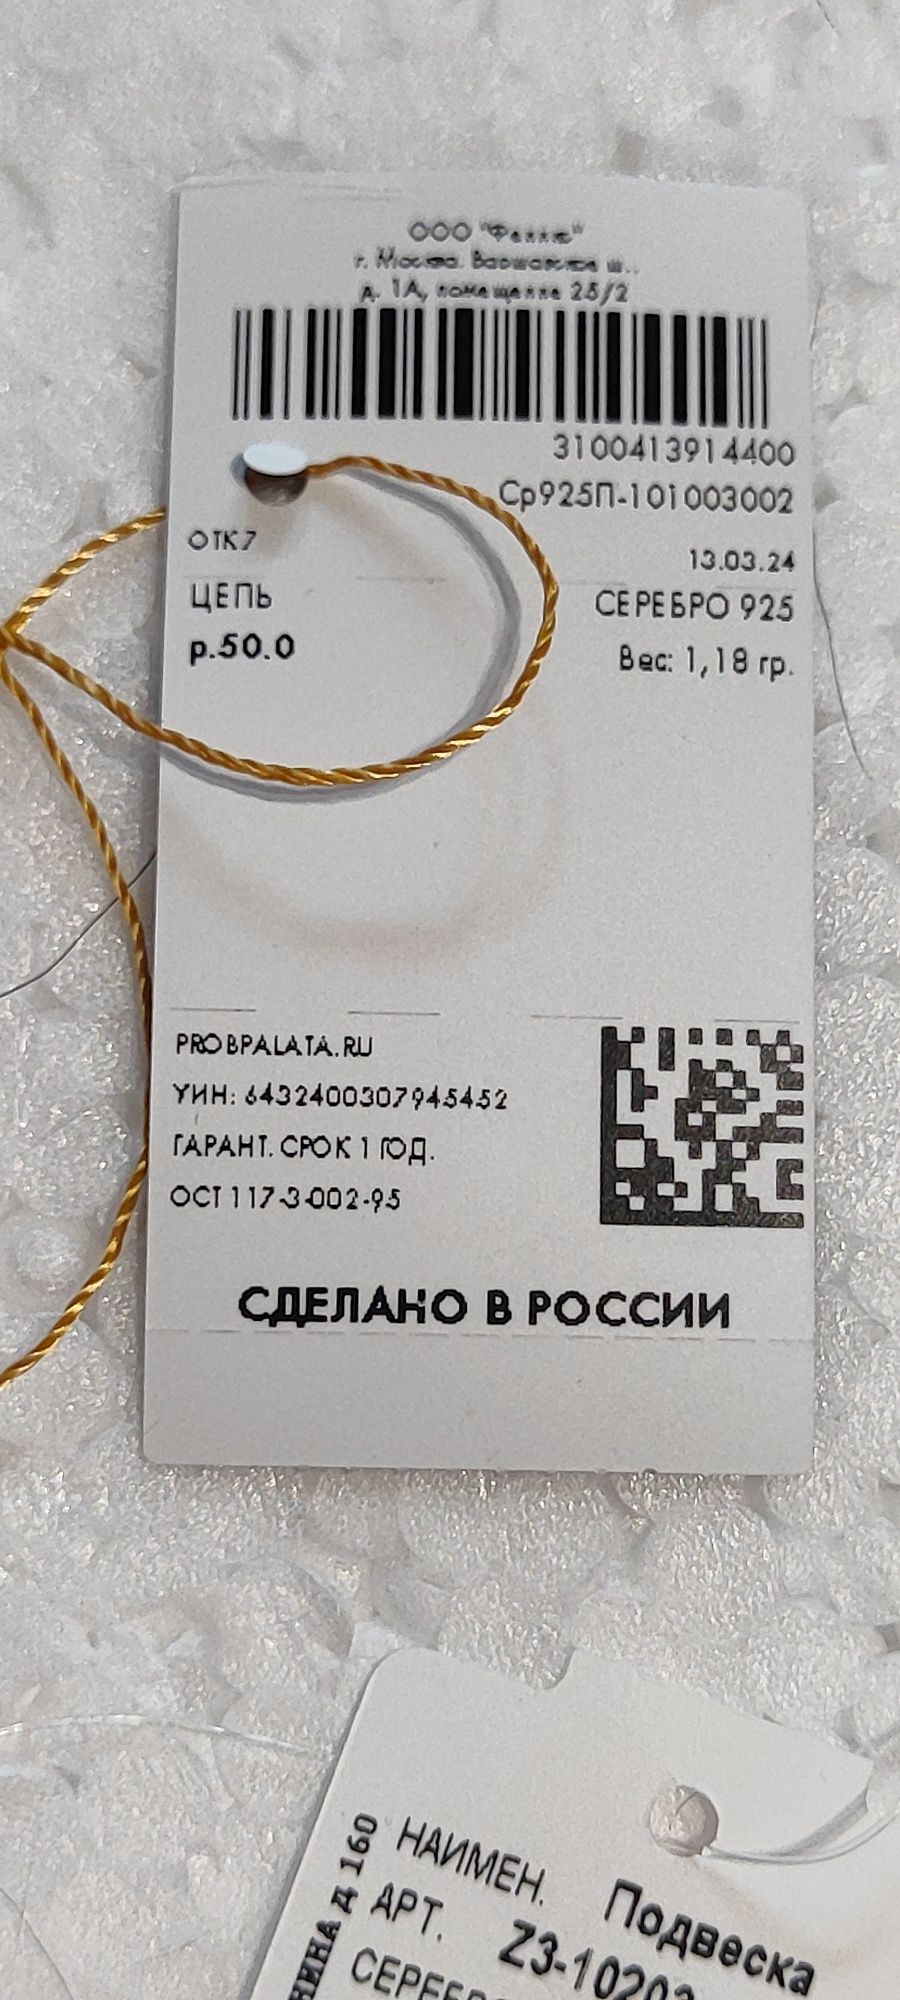 ООО "Феникс"
г. Москва. Варшавское ш.,
д. 1А, помещение 25/2
3100413914400
Ср925П-101003002
ОТК7
13.03.24
ЦЕПЬ
СЕРЕБРО 925
р.50.0
Вес: 1,18 гр.
PROBPALATA.RU
УИН: 6432400307945452
ГАРАНТ. СРОК 1 ГОД.
ОСТ 117-3-002-95
СДЕЛАНО В РОССИИ
НАИМЕН. Подвеска
АРТ. Z3-10203
д 160